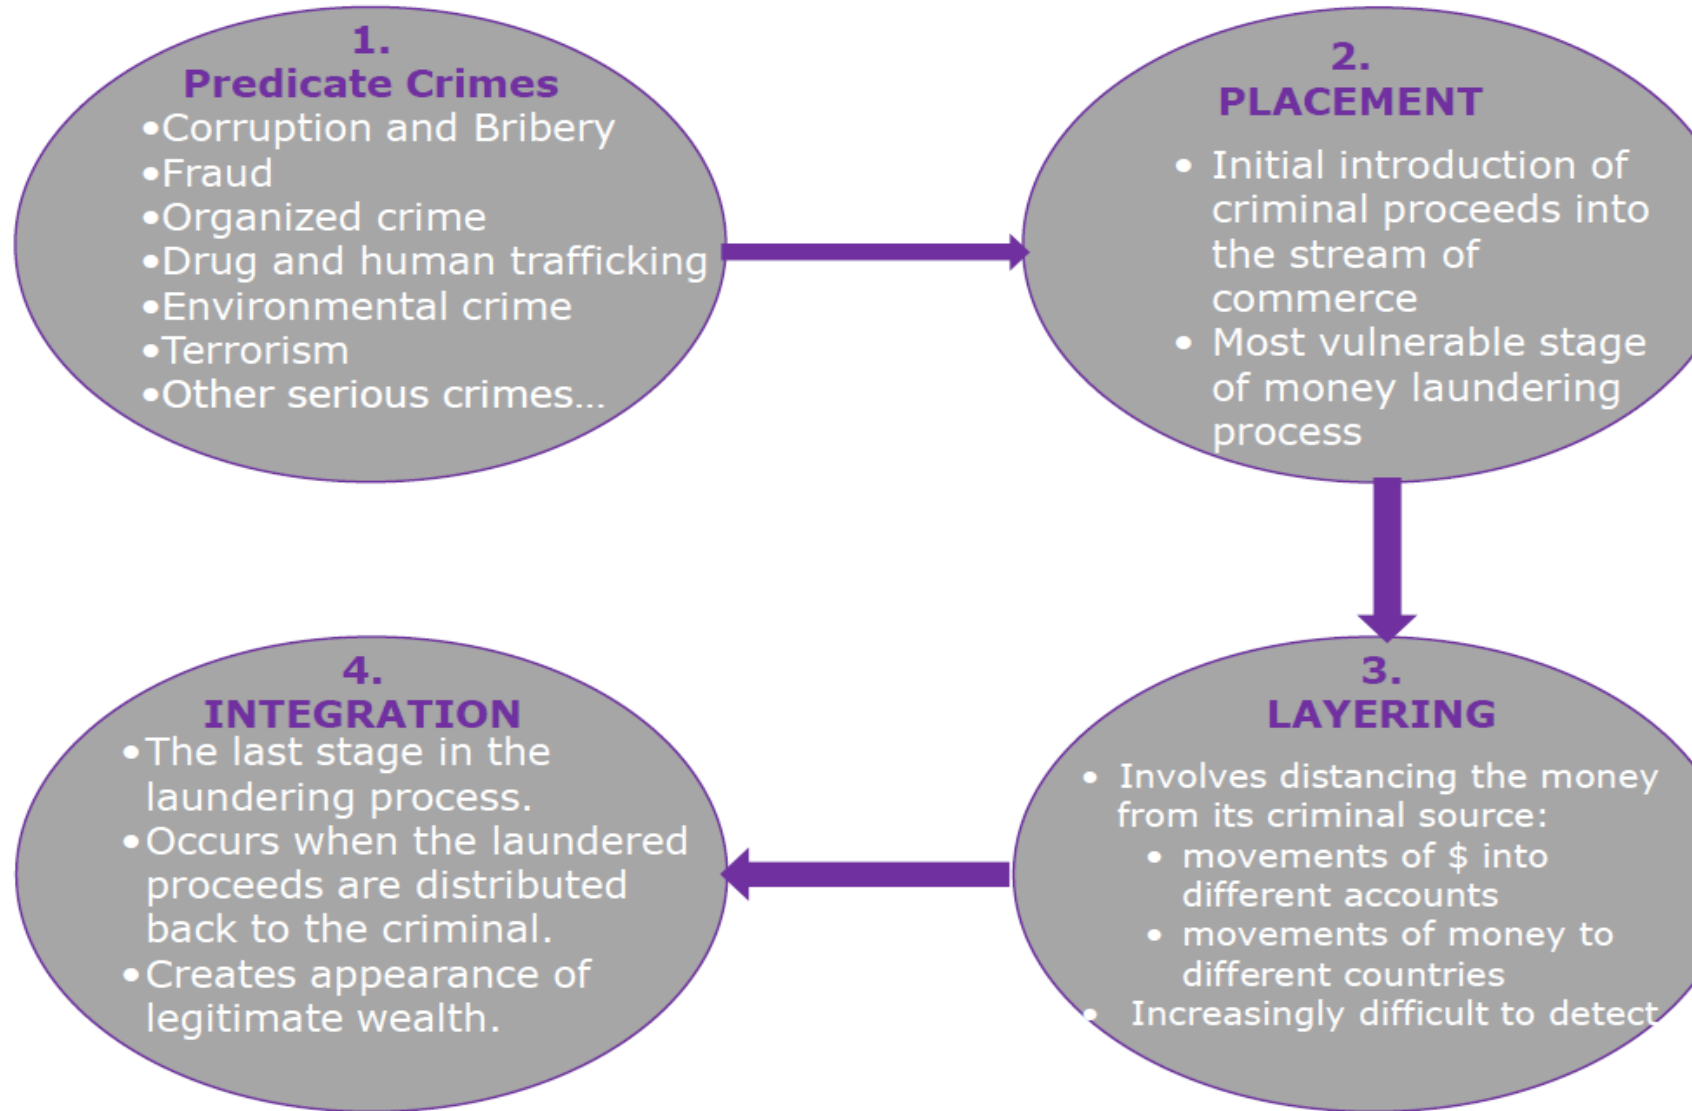 1.
Predicate Crimes
•Corruption and Bribery
•Fraud
•Organized crime
•Drug and human trafficking
•Environmental crime
•Terrorism
•Other serious crimes…
2.
PLACEMENT
• Initial introduction of
criminal proceeds into
the stream of
commerce
• Most vulnerable stage
of money laundering
process
3.
LAYERING
• Involves distancing the money
from its criminal source:
• movements of $ into
different accounts
• movements of money to
different countries
• Increasingly difficult to detect
4.
INTEGRATION
•The last stage in the
laundering process.
•Occurs when the laundered
proceeds are distributed
back to the criminal.
•Creates appearance of
legitimate wealth.